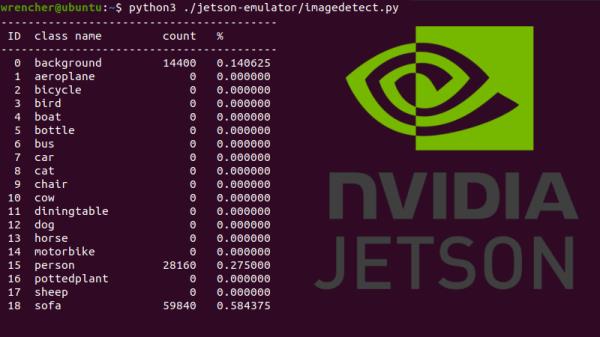 wrencher@ubuntu:~$ python3 ./jetson-emulator/imagedetect.py
----------------------------------------
ID class name count %
----------------------------------------
0 background 14400 0.140625
1 aeroplane 0 0.000000
2 bicycle 0 0.000000
3 bird 0 0.000000
4 boat 0 0.000000
5 bottle 0 0.000000
6 bus 0 0.000000
7 car 0 0.000000
8 cat 0 0.000000
9 chair 0 0.000000
10 cow 0 0.000000
11 diningtable 0 0.000000
12 dog 0 0.000000
13 horse 0 0.000000
14 motorbike 0 0.000000
15 person 28160 0.275000
16 pottedplant 0 0.000000
17 sheep 0 0.000000
18 sofa 59840 0.584375
NVIDIA
JETSON